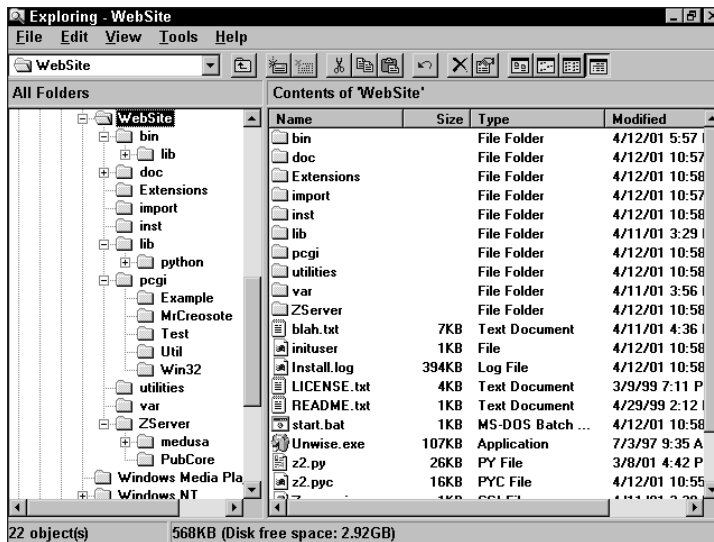 Exploring - WebSite
File Edit View Tools Help
WebSite
All Folders
Contents of 'WebSite'
WebSite
bin
lib
doc
Extensions
import
inst
lib
python
pcgi
Example
MrCreosote
Test
Util
Win32
utilities
var
ZServer
medusa
PubCore
Windows Media Pla
Windows NT
Name Size Type Modified
bin File Folder 4/12/01 5:57
doc File Folder 4/12/01 10:57
Extensions File Folder 4/12/01 10:58
import File Folder 4/12/01 10:57
inst File Folder 4/12/01 10:58
lib File Folder 4/11/01 3:29
pcgi File Folder 4/12/01 10:58
utilities File Folder 4/12/01 10:58
var File Folder 4/11/01 3:56
ZServer File Folder 4/12/01 10:58
blah.txt 7KB Text Document 4/11/01 4:36
inituser 1KB File 4/12/01 10:58
Install.log 394KB Log File 4/12/01 10:58
LICENSE.txt 4KB Text Document 3/9/99 7:11 P
README.txt 1KB Text Document 4/29/99 2:12
start.bat 1KB MS-DOS Batch ... 4/12/01 10:58
Unwise.exe 107KB Application 7/3/97 9:35 A
z2.py 26KB PY File 3/8/01 4:42 P
z2.pyc 16KB PYC File 4/12/01 10:55
22 object(s) 568KB (Disk free space: 2.92GB)